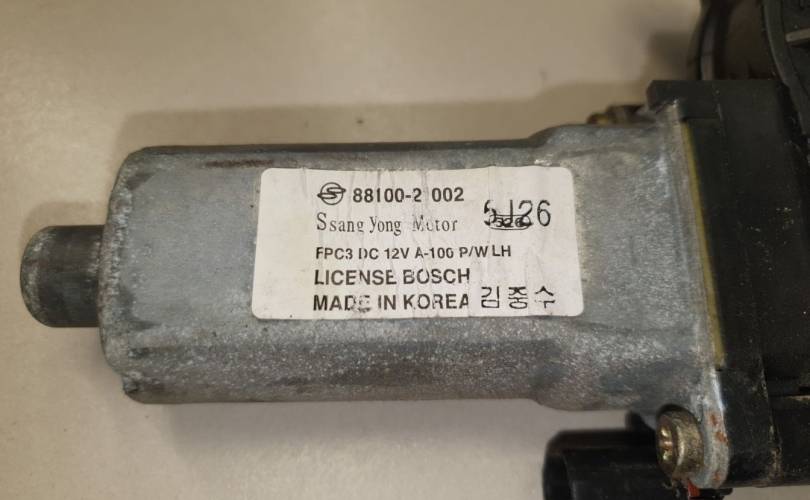 88100-2 002
Ssang Yong Motor
FPC3 DC 12V A-100 P/W LH
LICENSE BOSCH
MADE IN KOREA 김종수